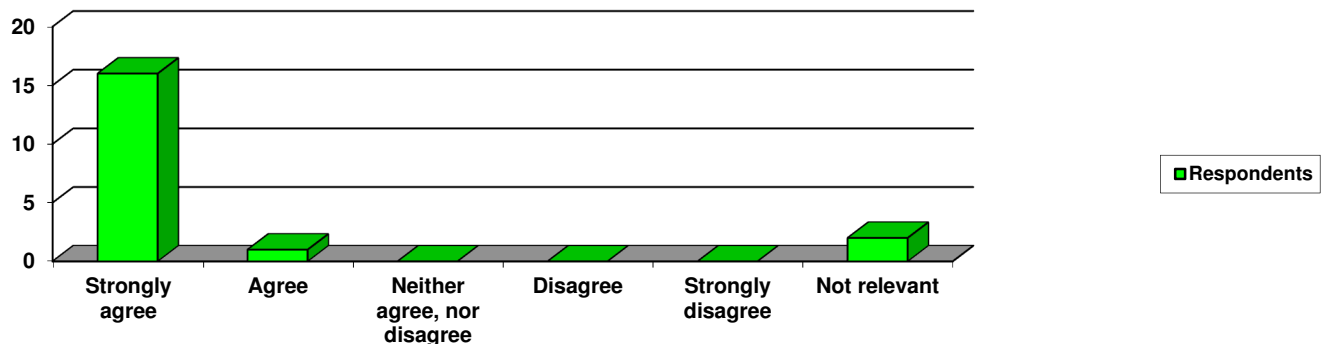 20
15
10
5
0
Strongly
agree
Agree
Neither
agree, nor
disagree
Disagree
Strongly
disagree
Not relevant
Respondents